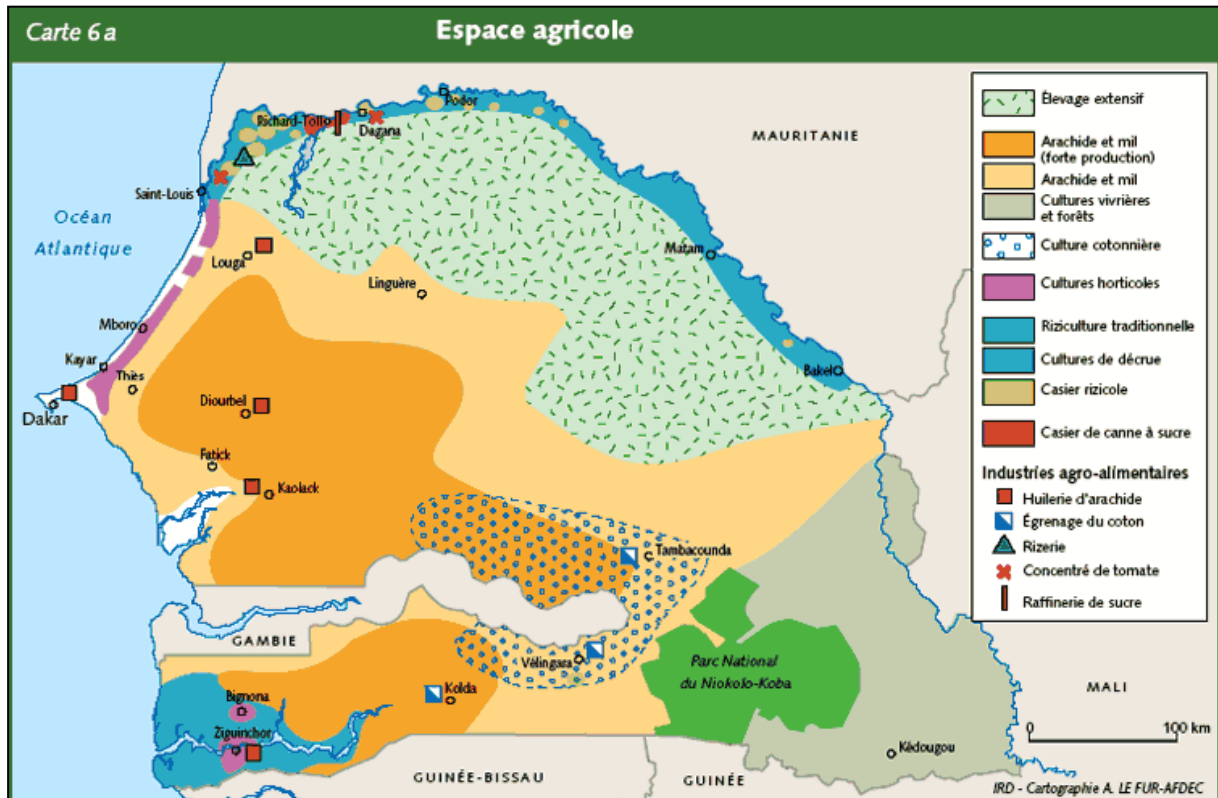 Carte 6 a
Espace agricole
Podor
Richard-Toll
Dagana
MAURITANIE
Saint-Louis
Océan
Atlantique
Louga
Matam
Linguère
Mboro
Kayar
Thiès
Bakel
Dakar
Diourbel
Fatick
Kaolack
Tambacounda
GAMBIE
Vélingara
Parc National
du Niokolo-Koba
Kolda
Bignona
Ziguinchor
MALI
Kédougou
GUINÉE-BISSAU
GUINÉE
Élevage extensif
Arachide et mil
(forte production)
Arachide et mil
Cultures vivrières
et forêts
Culture cotonnière
Cultures horticoles
Riziculture traditionnelle
Cultures de décrue
Casier rizicole
Casier de canne à sucre
Industries agro-alimentaires
Huilerie d'arachide
Égrenage du coton
Rizerie
Concentré de tomate
Raffinerie de sucre
0 100 km
IRD - Cartographie A. LE FUR-AFDEC